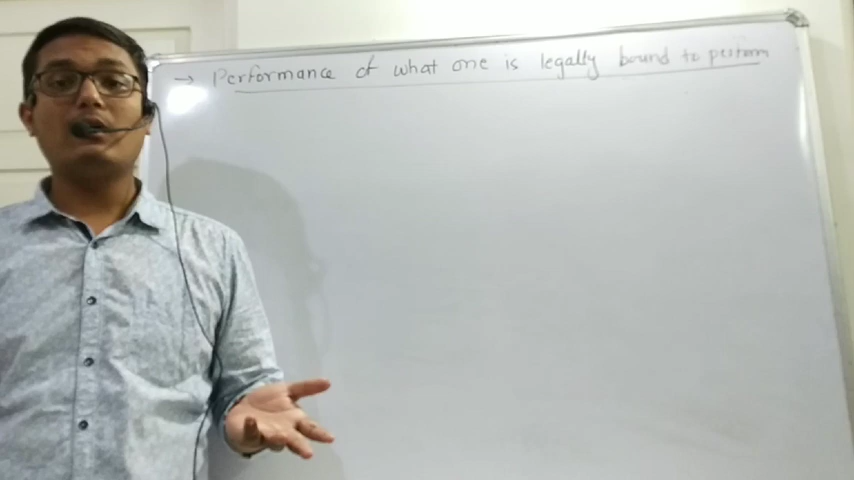 → Performance of what one is legally bound to perform